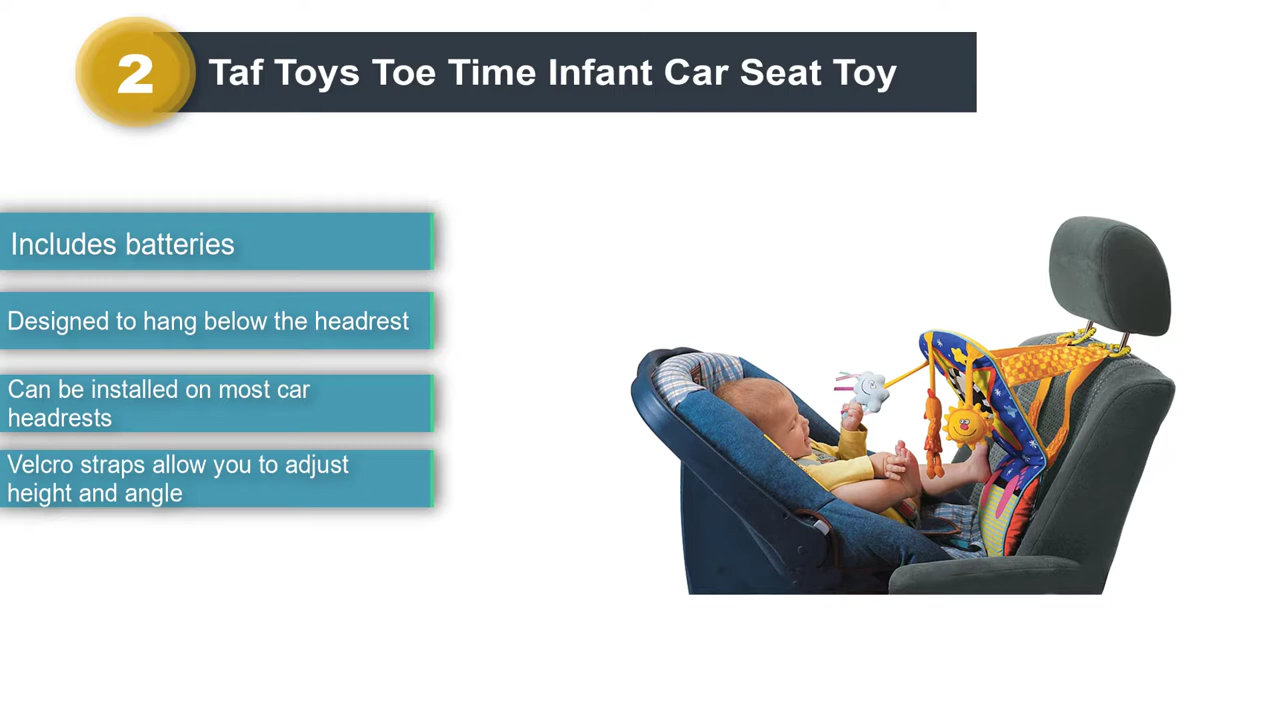 2
Taf Toys Toe Time Infant Car Seat Toy
Includes batteries
Designed to hang below the headrest
Can be installed on most car
headrests
Velcro straps allow you to adjust
height and angle